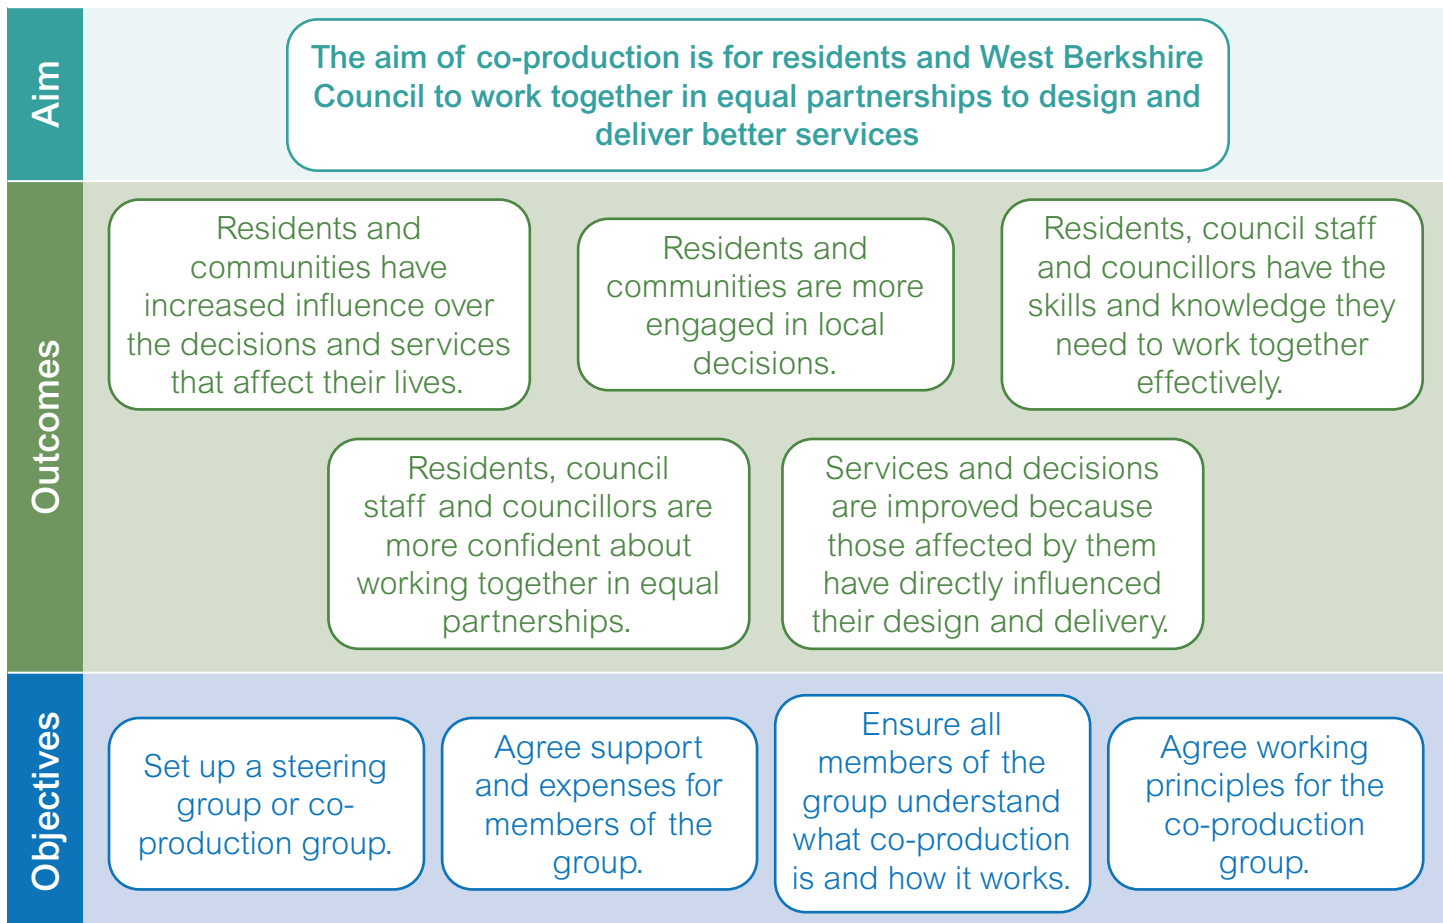 Aim
The aim of co-production is for residents and West Berkshire
Council to work together in equal partnerships to design and
deliver better services
Outcomes
Residents and
communities have
increased influence over
the decisions and services
that affect their lives.
Residents and
communities are more
engaged in local
decisions.
Residents, council staff
and councillors have the
skills and knowledge they
need to work together
effectively.
Residents, council
staff and councillors are
more confident about
working together in equal
partnerships.
Services and decisions
are improved because
those affected by them
have directly influenced
their design and delivery.
Objectives
Set up a steering
group or co-
production group.
Agree support
and expenses for
members of the
group.
Ensure all
members of the
group understand
what co-production
is and how it works.
Agree working
principles for the
co-production
group.